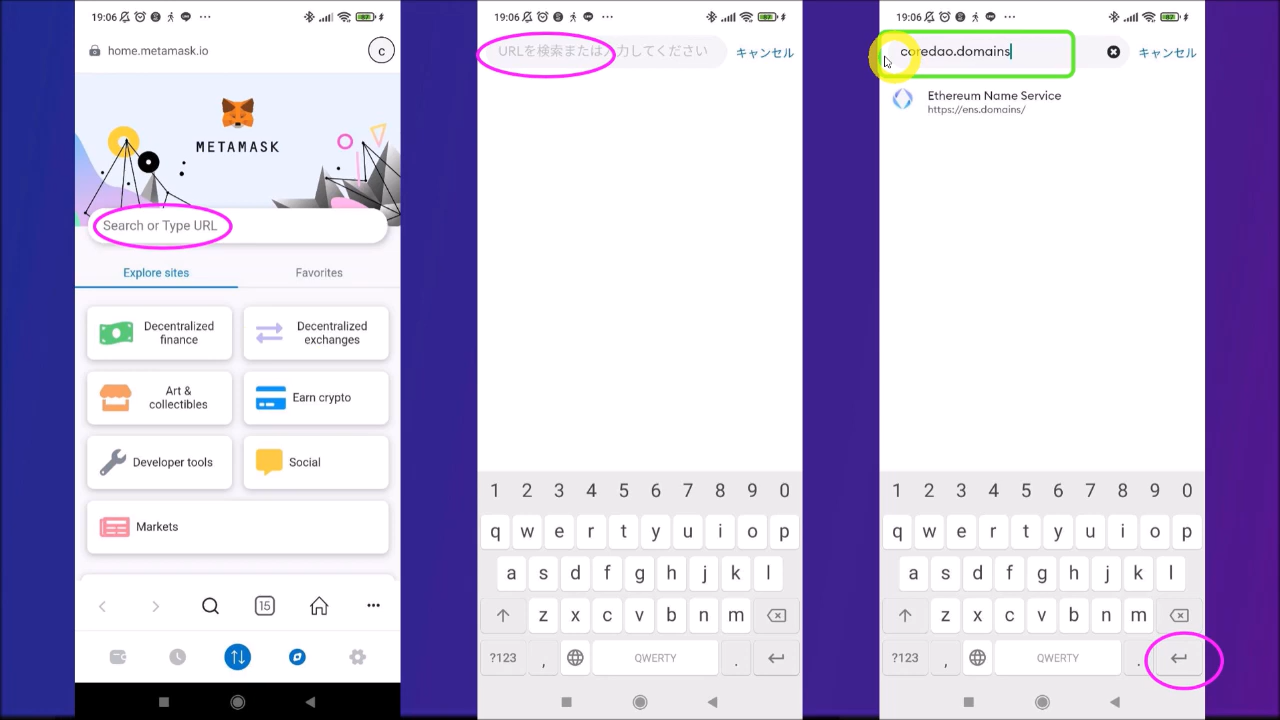 19:06
87
home.metamask.io
C
METAMASK
Search or Type URL
Explore sites
Favorites
Decentralized
finance
Decentralized
exchanges
Art &
collectibles
Earn crypto
Developer tools
Social
Markets
15
19:06
87
URLを検索または入力してください
キャンセル
1 2 3 4 5 6 7 8 9 0
q w e r t y u i o p
a s d f g h j k l
z x c v b n m
?123 , QWERTY .
19:06
87
coredao.domains
キャンセル
Ethereum Name Service
https://ens.domains/
1 2 3 4 5 6 7 8 9 0
q w e r t y u i o p
a s d f g h j k l
z x c v b n m
?123 , QWERTY .